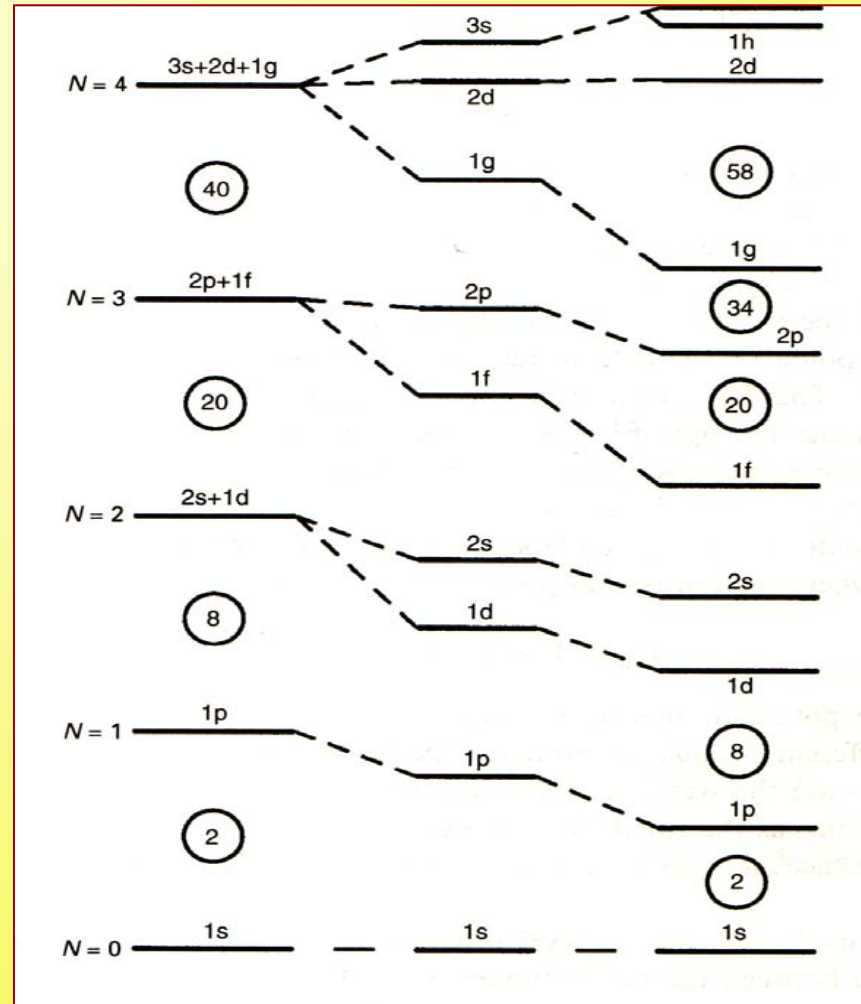 3s
1h
3s+2d+1g
N = 4
2d
2d
1g
58
40
1g
2p+1f
2p
34
N = 3
2p
1f
20
20
1f
2s+1d
N = 2
2s
2s
1d
8
1d
1p
N = 1
8
1p
1p
2
2
1s
1s
1s
N = 0